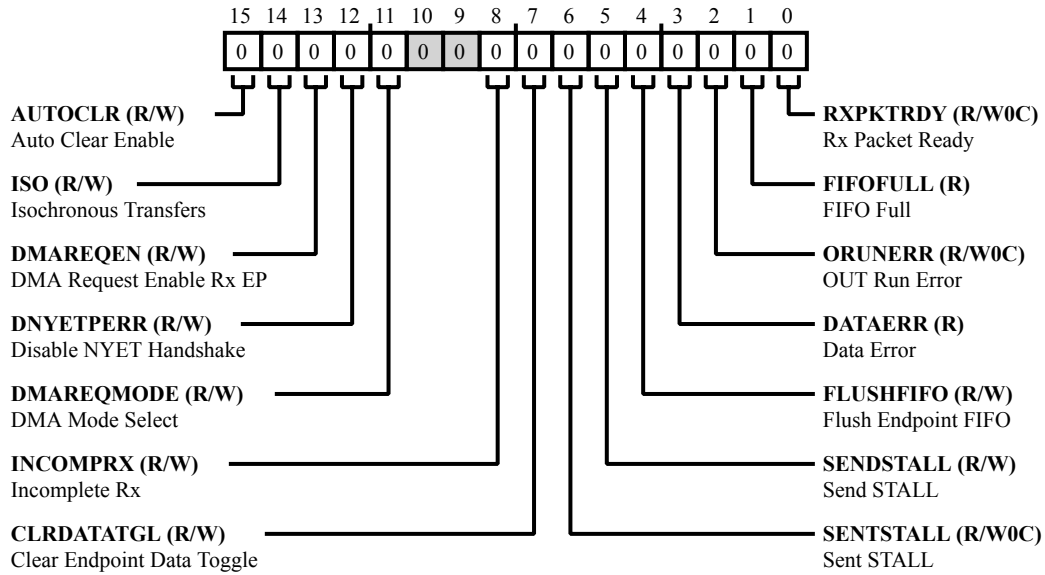 15 14 13 12 11 10 9 8 7 6 5 4 3 2 1 0
0 0 0 0 0 0 0 0 0 0 0 0 0 0 0 0
AUTOCLR (R/W)
Auto Clear Enable
ISO (R/W)
Isochronous Transfers
DMAREQEN (R/W)
DMA Request Enable Rx EP
DNYETPERR (R/W)
Disable NYET Handshake
DMAREQMODE (R/W)
DMA Mode Select
INCOMPRX (R/W)
Incomplete Rx
CLRDATATGL (R/W)
Clear Endpoint Data Toggle
RXPKTRDY (R/W0C)
Rx Packet Ready
FIFOFULL (R)
FIFO Full
ORUNERR (R/W0C)
OUT Run Error
DATAERR (R)
Data Error
FLUSHFIFO (R/W)
Flush Endpoint FIFO
SENDSTALL (R/W)
Send STALL
SENTSTALL (R/W0C)
Sent STALL